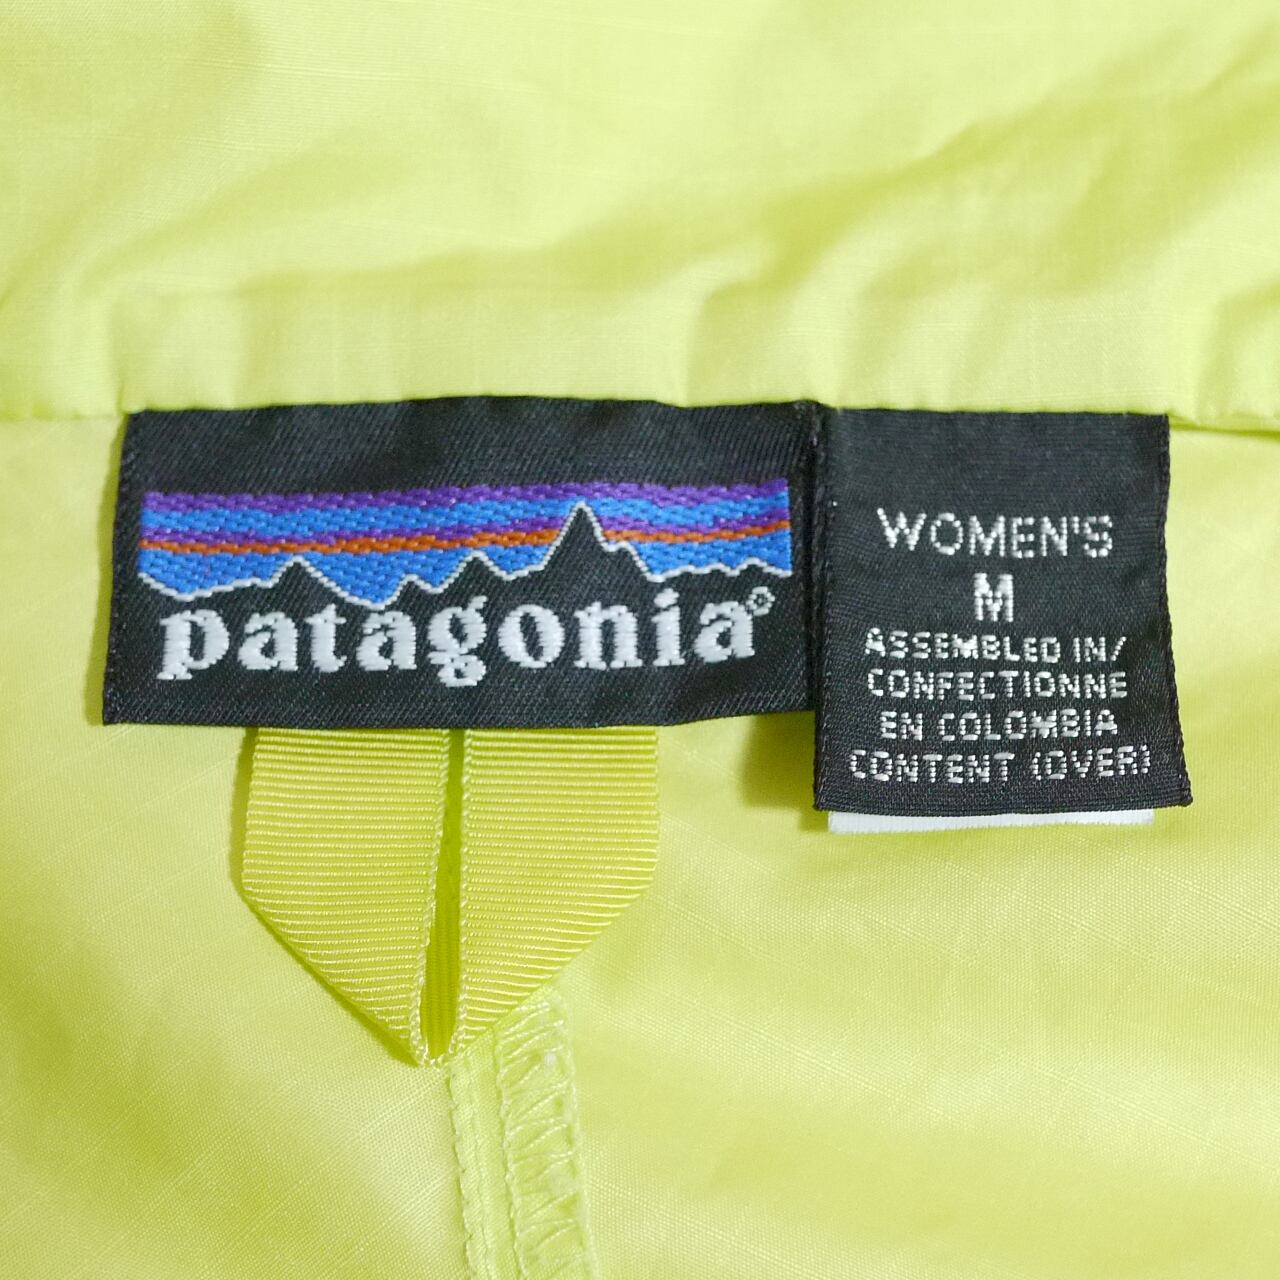 patagonia®
WOMEN'S
M
ASSEMBLED IN/
CONFECTIONNE
EN COLOMBIA
CONTENT (OVER)